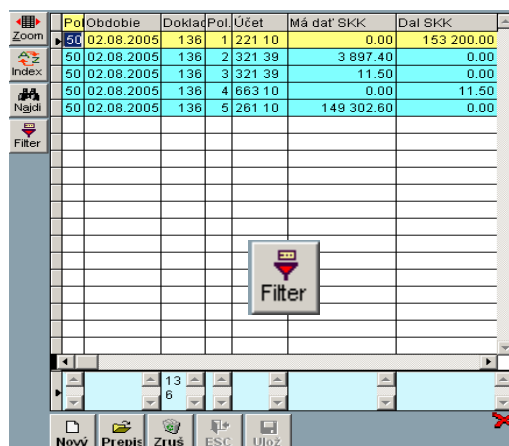 Zoom
Index
Najdi
Filter
Pol Obdobie Doklad Pol. Účet Má dať SKK Dal SKK
50 02.08.2005 136 1 221 10 0.00 153 200.00
50 02.08.2005 136 2 321 39 3 897.40 0.00
50 02.08.2005 136 3 321 39 11.50 0.00
50 02.08.2005 136 4 663 10 0.00 11.50
50 02.08.2005 136 5 261 10 149 302.60 0.00
Filter
13
6
Nový Prepíš Zruš ESC Ulož